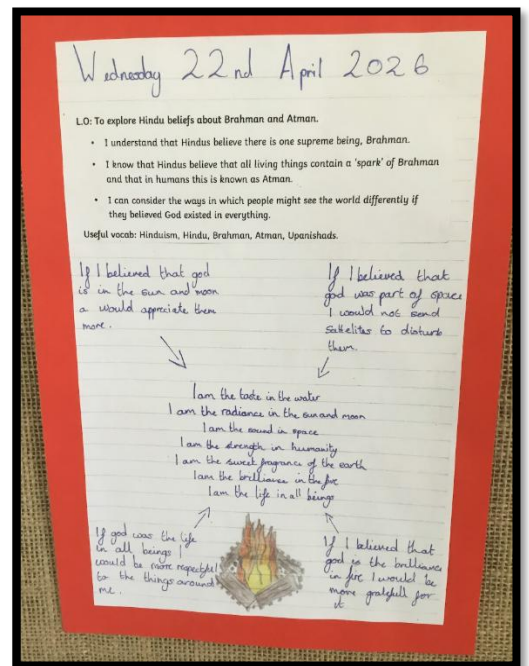 Wednesday 22nd April 2026
L.O: To explore Hindu beliefs about Brahman and Atman.
• I understand that Hindus believe there is one supreme being, Brahman.
• I know that Hindus believe that all living things contain a 'spark' of Brahman
and that in humans this is known as Atman.
• I can consider the ways in which people might see the world differently if
they believed God existed in everything.
Useful vocab: Hinduism, Hindu, Brahman, Atman, Upanishads.
If I believed that god
is in the sun and moon
a would appreciate them
more.
If I believed that
god was part of space
I would not send
sattelites to disturb
them.
I am the taste in the water
I am the radiance in the sun and moon
I am the sound in space
I am the strength in humanity
I am the sweet fragrance of the earth
I am the brilliance in the fire
I am the life in all beings
If god was the life
in all beings I
would be more respectful
to the things around
me.
If I believed that
god is the brilliance
in fire I would be
more gratefull for
it